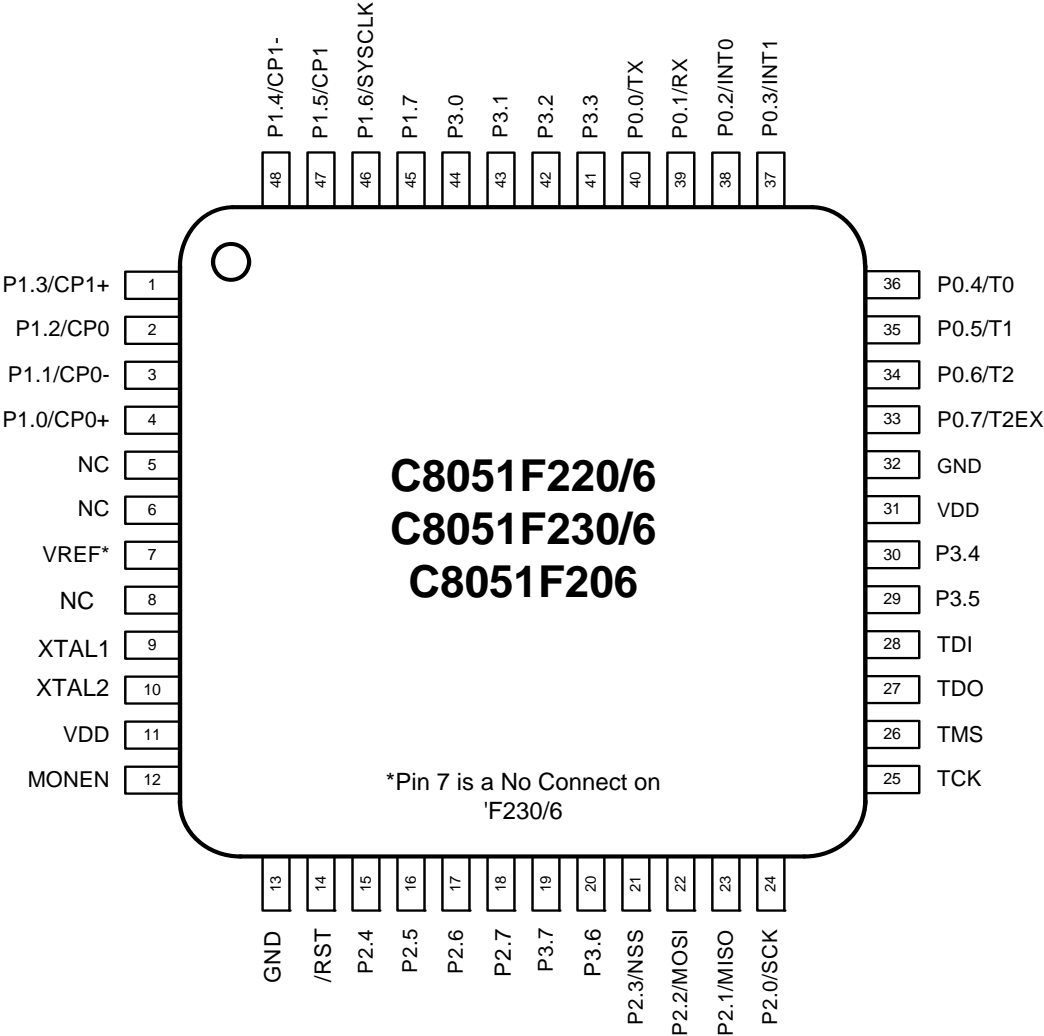 P1.4/CP1-
P1.5/CP1
P1.6/SYSCLK
P1.7
P3.0
P3.1
P3.2
P3.3
P0.0/TX
P0.1/RX
P0.2/INT0
P0.3/INT1
48
47
46
45
44
43
42
41
40
39
38
37
P1.3/CP1+ 1
P1.2/CP0 2
P1.1/CP0- 3
P1.0/CP0+ 4
NC 5
NC 6
VREF* 7
NC 8
XTAL1 9
XTAL2 10
VDD 11
MONEN 12
C8051F220/6
C8051F230/6
C8051F206
*Pin 7 is a No Connect on
'F230/6
36 P0.4/T0
35 P0.5/T1
34 P0.6/T2
33 P0.7/T2EX
32 GND
31 VDD
30 P3.4
29 P3.5
28 TDI
27 TDO
26 TMS
25 TCK
13
14
15
16
17
18
19
20
21
22
23
24
GND
/RST
P2.4
P2.5
P2.6
P2.7
P3.7
P3.6
P2.3/NSS
P2.2/MOSI
P2.1/MISO
P2.0/SCK